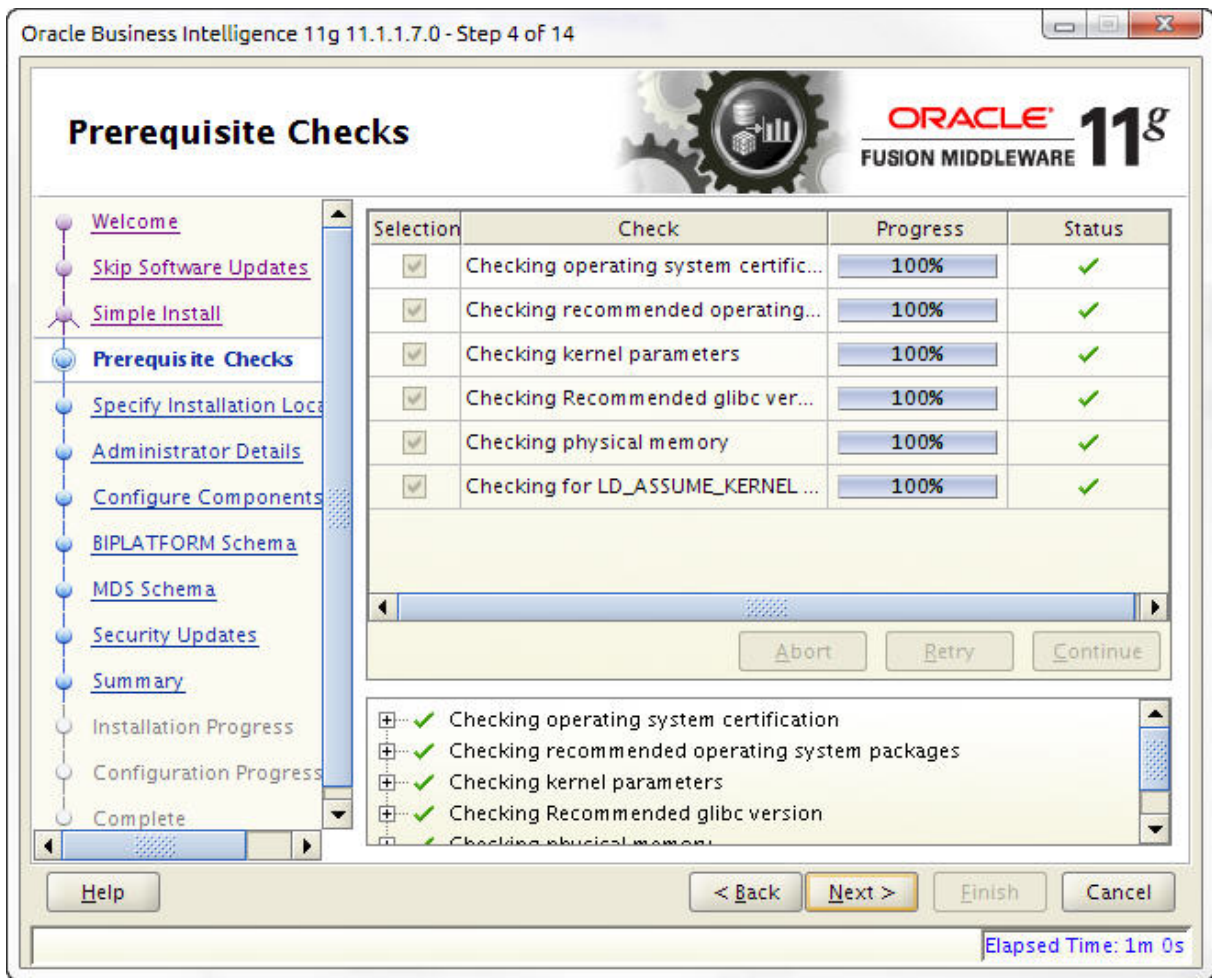 Oracle Business Intelligence 11g 11.1.1.7.0 - Step 4 of 14
Prerequisite Checks
ORACLE
FUSION MIDDLEWARE 11g
Welcome
Skip Software Updates
Simple Install
Prerequisite Checks
Specify Installation Loca
Administrator Details
Configure Components
BIPLATFORM Schema
MDS Schema
Security Updates
Summary
Installation Progress
Configuration Progress
Complete
Selection Check Progress Status
Checking operating system certific... 100%
Checking recommended operating... 100%
Checking kernel parameters 100%
Checking Recommended glibc ver... 100%
Checking physical memory 100%
Checking for LD_ASSUME_KERNEL ... 100%
Abort Retry Continue
Checking operating system certification
Checking recommended operating system packages
Checking kernel parameters
Checking Recommended glibc version
Checking physical memory
Help < Back Next > Finish Cancel
Elapsed Time: 1m 0s